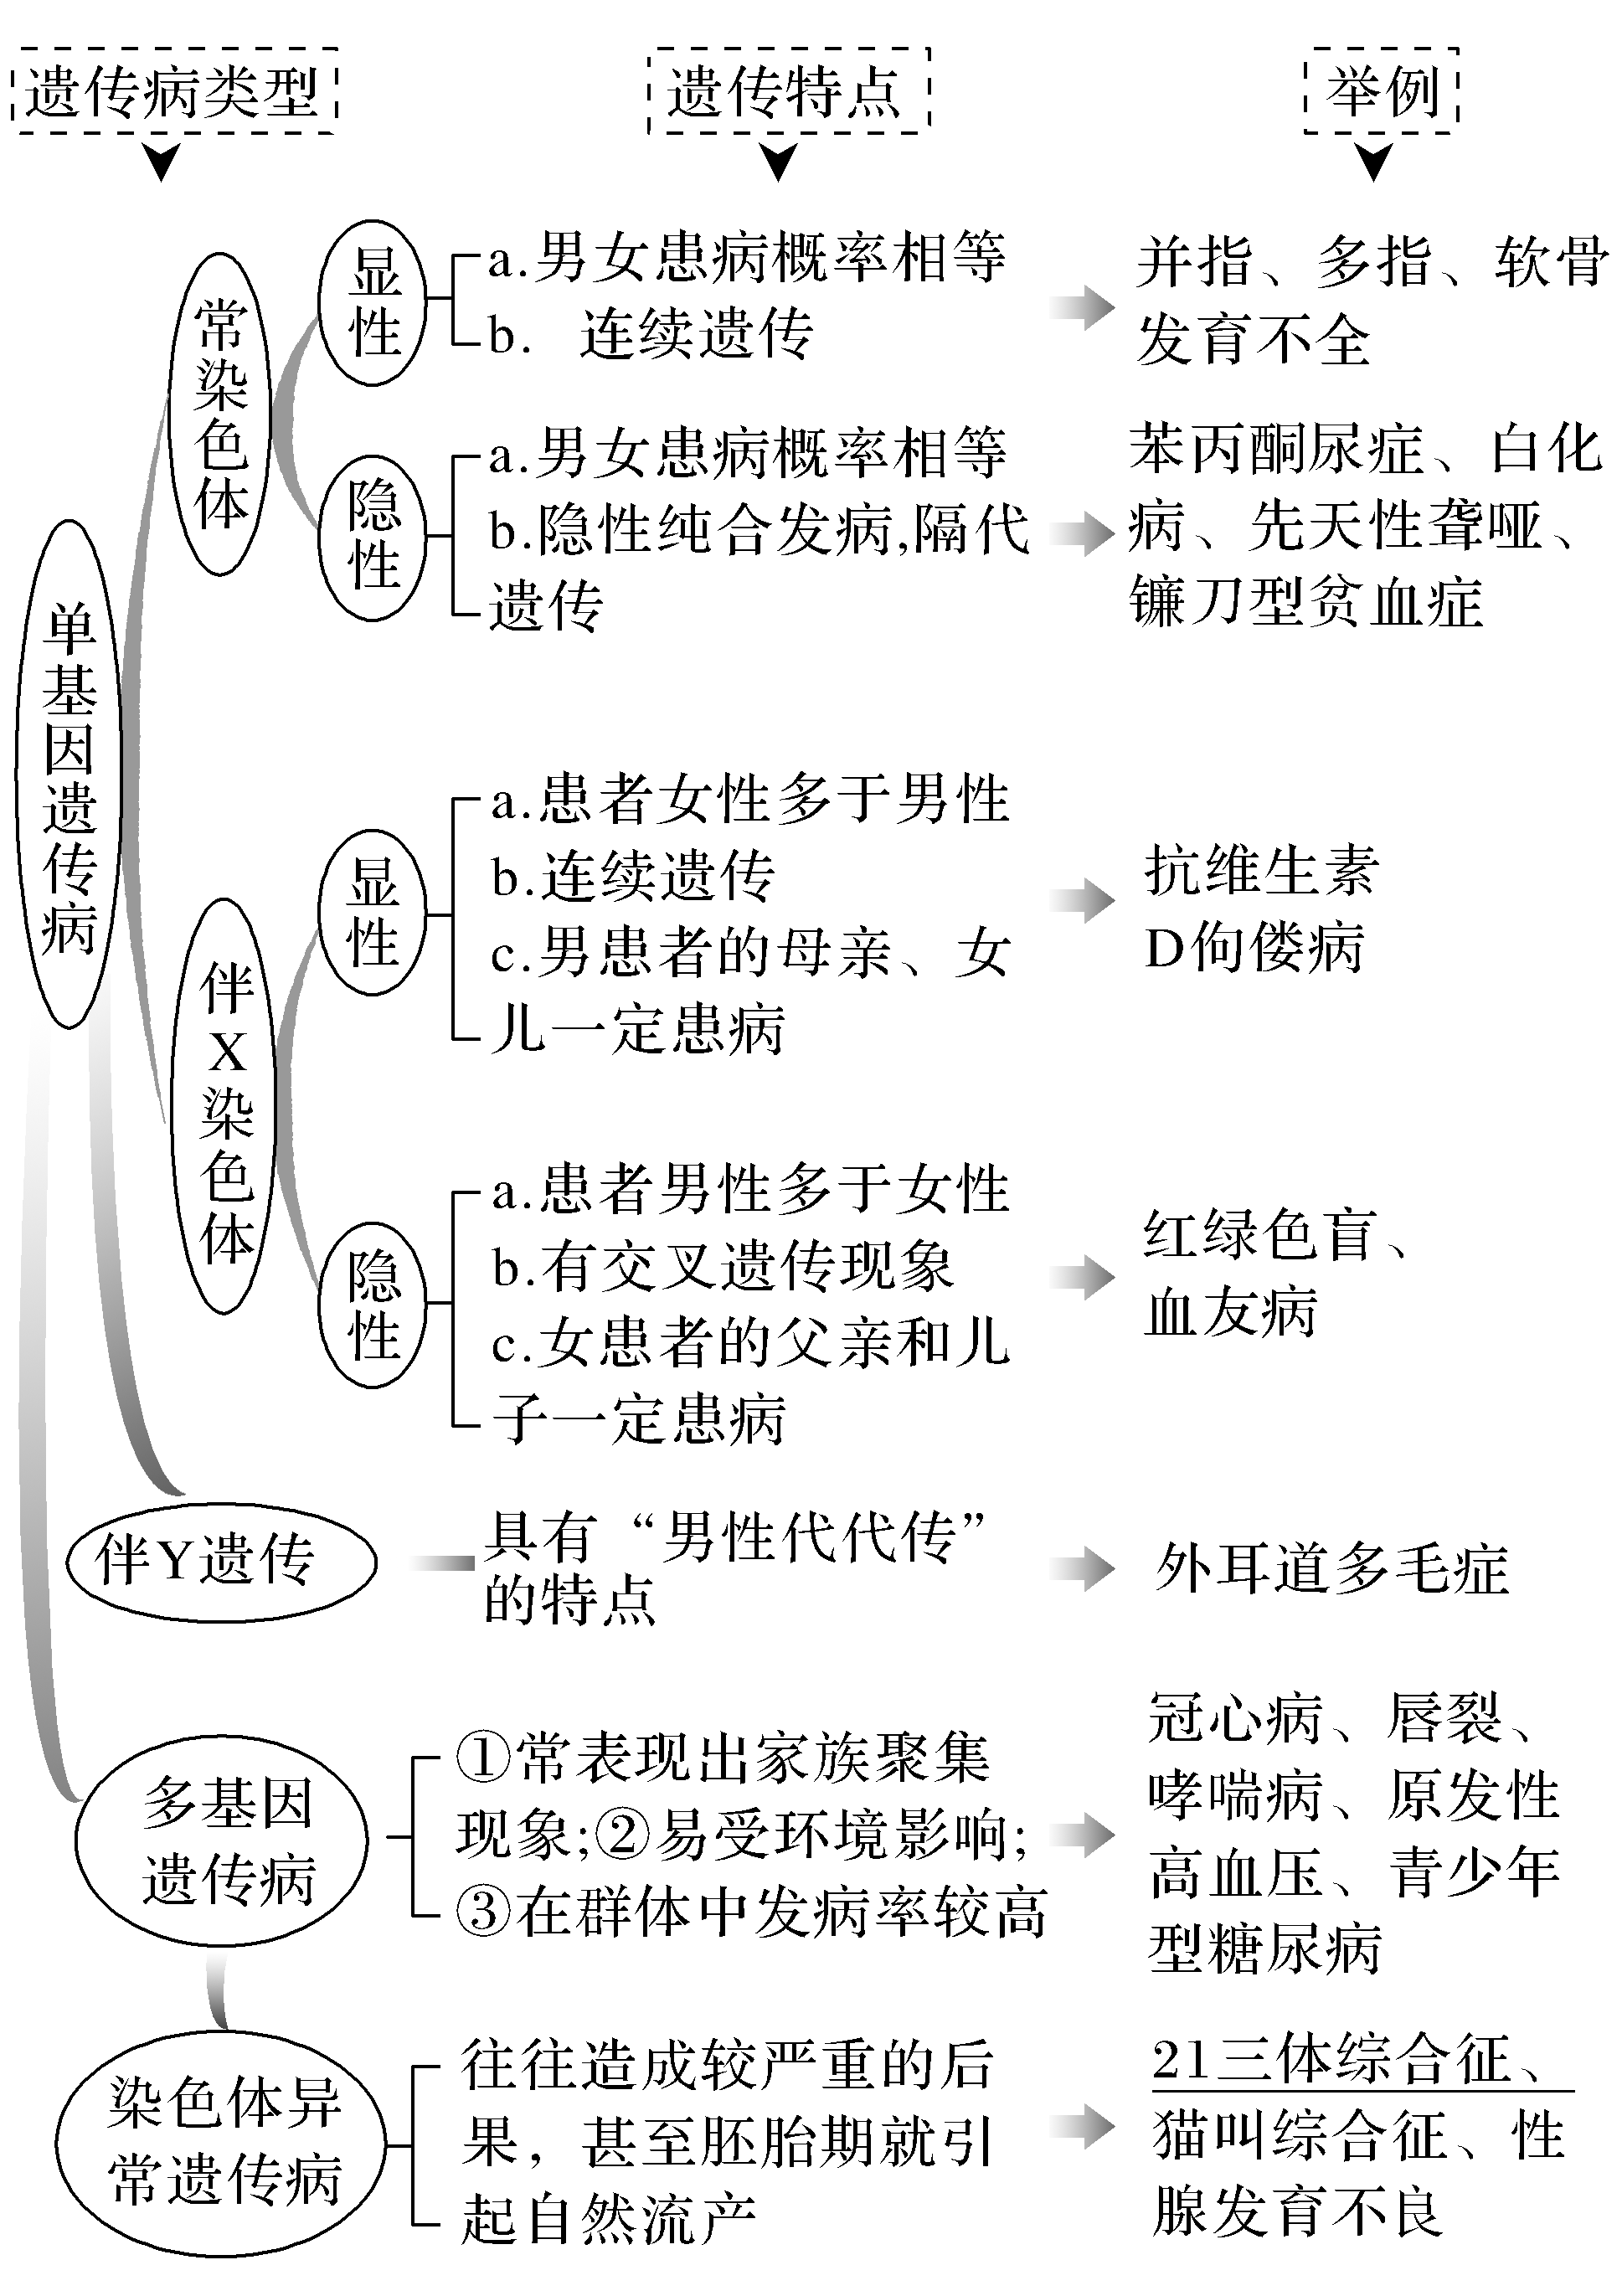 遗传病类型
遗传特点
举例
单基因遗传病
常染色体
显性
a.男女患病概率相等
b. 连续遗传
并指、多指、软骨
发育不全
隐性
a.男女患病概率相等
b.隐性纯合发病,隔代
遗传
苯丙酮尿症、白化
病、先天性聋哑、
镰刀型贫血症
伴X染色体
显性
a.患者女性多于男性
b.连续遗传
c.男患者的母亲、女
儿一定患病
抗维生素
D佝偻病
隐性
a.患者男性多于女性
b.有交叉遗传现象
c.女患者的父亲和儿
子一定患病
红绿色盲、
血友病
伴Y遗传
具有“男性代代传”
的特点
外耳道多毛症
多基因
遗传病
①常表现出家族聚集
现象;②易受环境影响;
③在群体中发病率较高
冠心病、唇裂、
哮喘病、原发性
高血压、青少年
型糖尿病
染色体异
常遗传病
往往造成较严重的后
果，甚至胚胎期就引
起自然流产
21三体综合征、
猫叫综合征、性
腺发育不良